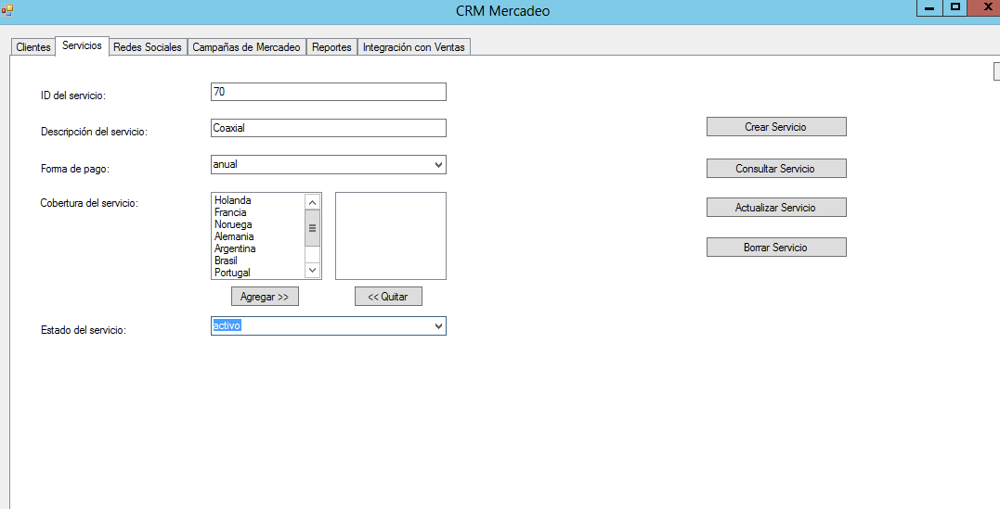 CRM Mercadeo
Clientes Servicios Redes Sociales Campañas de Mercadeo Reportes Integración con Ventas
ID del servicio: 70
Descripción del servicio: Coaxial Crear Servicio
Forma de pago: anual Consultar Servicio
Cobertura del servicio: Holanda
Francia Actualizar Servicio
Noruega
Alemania
Argentina Borrar Servicio
Brasil
Portugal
Agregar >> << Quitar
Estado del servicio: activo